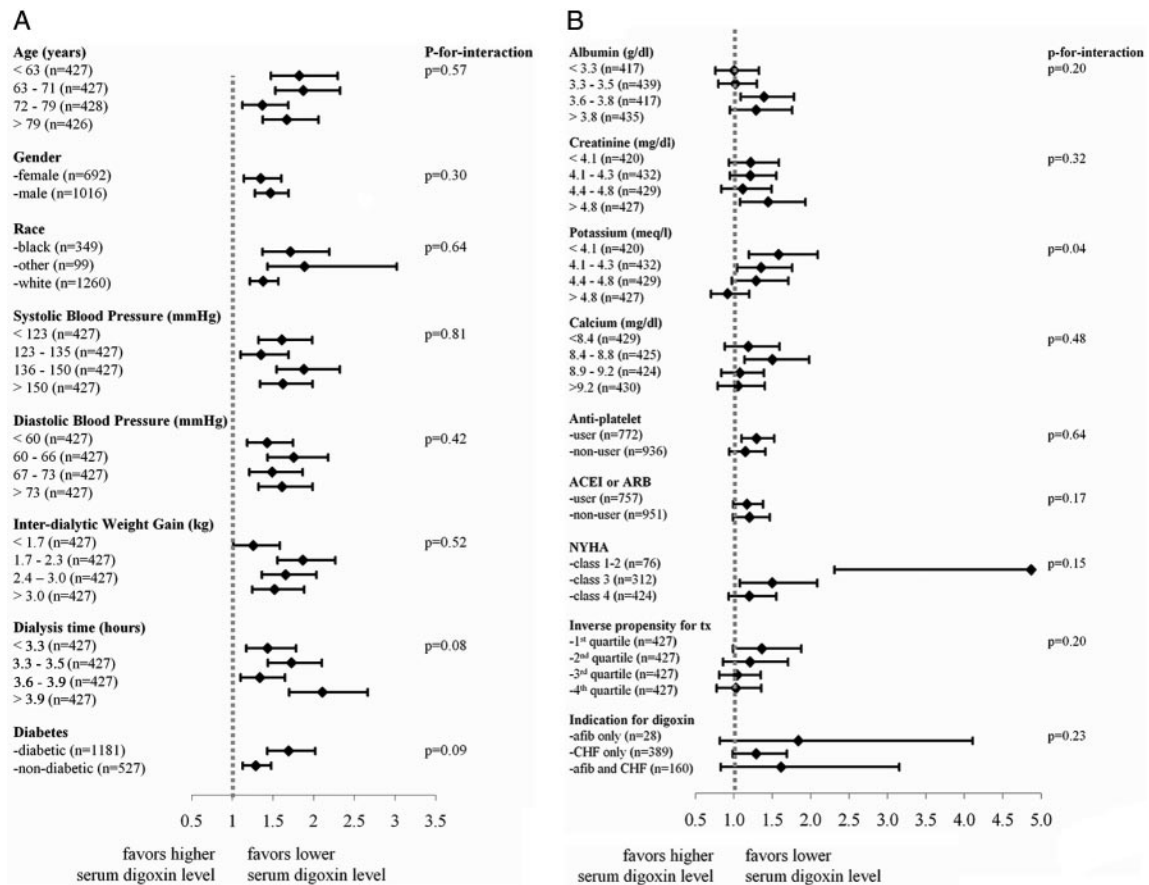 A
Age (years) P-for-interaction
< 63 (n=427) p=0.57
63 - 71 (n=427)
72 - 79 (n=428)
> 79 (n=426)
Gender
-female (n=692) p=0.30
-male (n=1016)
Race
-black (n=349) p=0.64
-other (n=99)
-white (n=1260)
Systolic Blood Pressure (mmHg)
< 123 (n=427) p=0.81
123 - 135 (n=427)
136 - 150 (n=427)
> 150 (n=427)
Diastolic Blood Pressure (mmHg)
< 60 (n=427) p=0.42
60 - 66 (n=427)
67 - 73 (n=427)
> 73 (n=427)
Inter-dialytic Weight Gain (kg)
< 1.7 (n=427) p=0.52
1.7 - 2.3 (n=427)
2.4 – 3.0 (n=427)
> 3.0 (n=427)
Dialysis time (hours)
< 3.3 (n=427) p=0.08
3.3 - 3.5 (n=427)
3.6 - 3.9 (n=427)
> 3.9 (n=427)
Diabetes
-diabetic (n=1181) p=0.09
-non-diabetic (n=527)
0.5 1 1.5 2 2.5 3 3.5
favors higher favors lower
serum digoxin level serum digoxin level
B
Albumin (g/dl) p-for-interaction
< 3.3 (n=417) p=0.20
3.3 - 3.5 (n=439)
3.6 - 3.8 (n=417)
> 3.8 (n=435)
Creatinine (mg/dl)
< 4.1 (n=420) p=0.32
4.1 - 4.3 (n=432)
4.4 - 4.8 (n=429)
> 4.8 (n=427)
Potassium (meq/l)
< 4.1 (n=420) p=0.04
4.1 - 4.3 (n=432)
4.4 - 4.8 (n=429)
> 4.8 (n=427)
Calcium (mg/dl)
<8.4 (n=429) p=0.48
8.4 - 8.8 (n=425)
8.9 - 9.2 (n=424)
>9.2 (n=430)
Anti-platelet
-user (n=772) p=0.64
-non-user (n=936)
ACEI or ARB
-user (n=757) p=0.17
-non-user (n=951)
NYHA
-class 1-2 (n=76) p=0.15
-class 3 (n=312)
-class 4 (n=424)
Inverse propensity for tx
-1st quartile (n=427) p=0.20
-2nd quartile (n=427)
-3rd quartile (n=427)
-4th quartile (n=427)
Indication for digoxin
-afib only (n=28) p=0.23
-CHF only (n=389)
-afib and CHF (n=160)
0.5 1.0 1.5 2.0 2.5 3.0 3.5 4.0 4.5 5.0
favors higher favors lower
serum digoxin level serum digoxin level